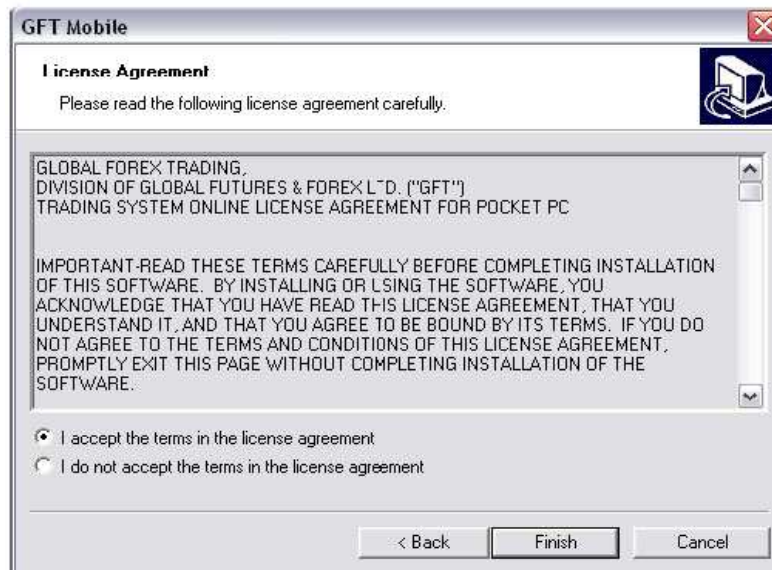 GFT Mobile
License Agreement
Please read the following license agreement carefully.
GLOBAL FOREX TRADING,
DIVISION OF GLOBAL FUTURES & FOREX LTD. ("GFT")
TRADING SYSTEM ONLINE LICENSE AGREEMENT FOR POCKET PC
IMPORTANT-READ THESE TERMS CAREFULLY BEFORE COMPLETING INSTALLATION
OF THIS SOFTWARE. BY INSTALLING OR USING THE SOFTWARE, YOU
ACKNOWLEDGE THAT YOU HAVE READ THIS LICENSE AGREEMENT, THAT YOU
UNDERSTAND IT, AND THAT YOU AGREE TO BE BOUND BY ITS TERMS. IF YOU DO
NOT AGREE TO THE TERMS AND CONDITIONS OF THIS LICENSE AGREEMENT,
PROMPTLY EXIT THIS PAGE WITHOUT COMPLETING INSTALLATION OF THE
SOFTWARE.
I accept the terms in the license agreement
I do not accept the terms in the license agreement
< Back Finish Cancel